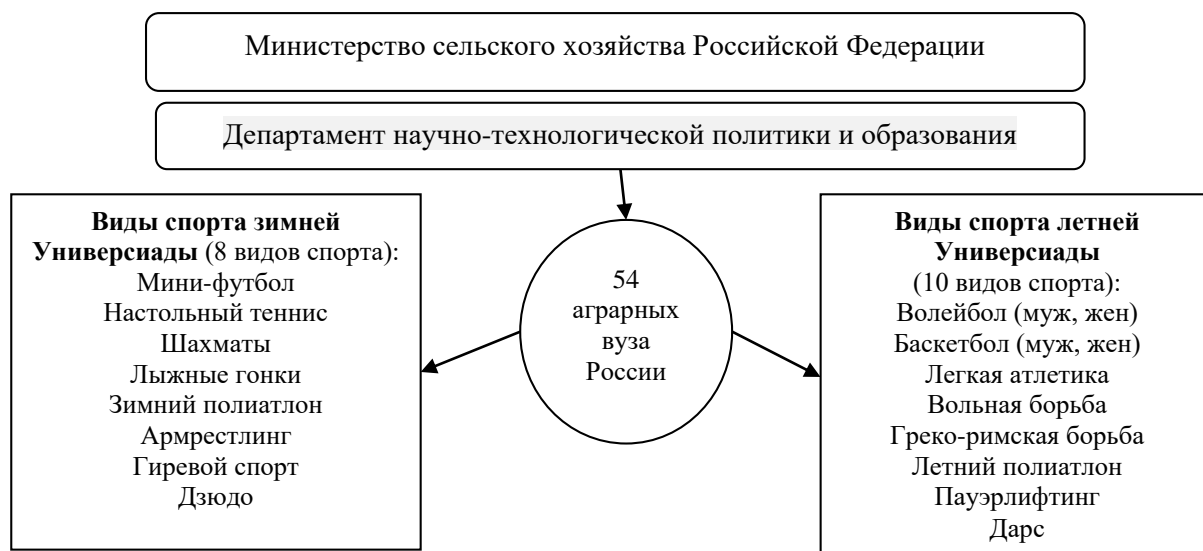 Министерство сельского хозяйства Российской Федерации
Департамент научно-технологической политики и образования
Виды спорта зимней
Универсиады (8 видов спорта):
Мини-футбол
Настольный теннис
Шахматы
Лыжные гонки
Зимний полиатлон
Армрестлинг
Гиревой спорт
Дзюдо
54
аграрных
вуза
России
Виды спорта летней
Универсиады
(10 видов спорта):
Волейбол (муж, жен)
Баскетбол (муж, жен)
Легкая атлетика
Вольная борьба
Греко-римская борьба
Летний полиатлон
Пауэрлифтинг
Дарс